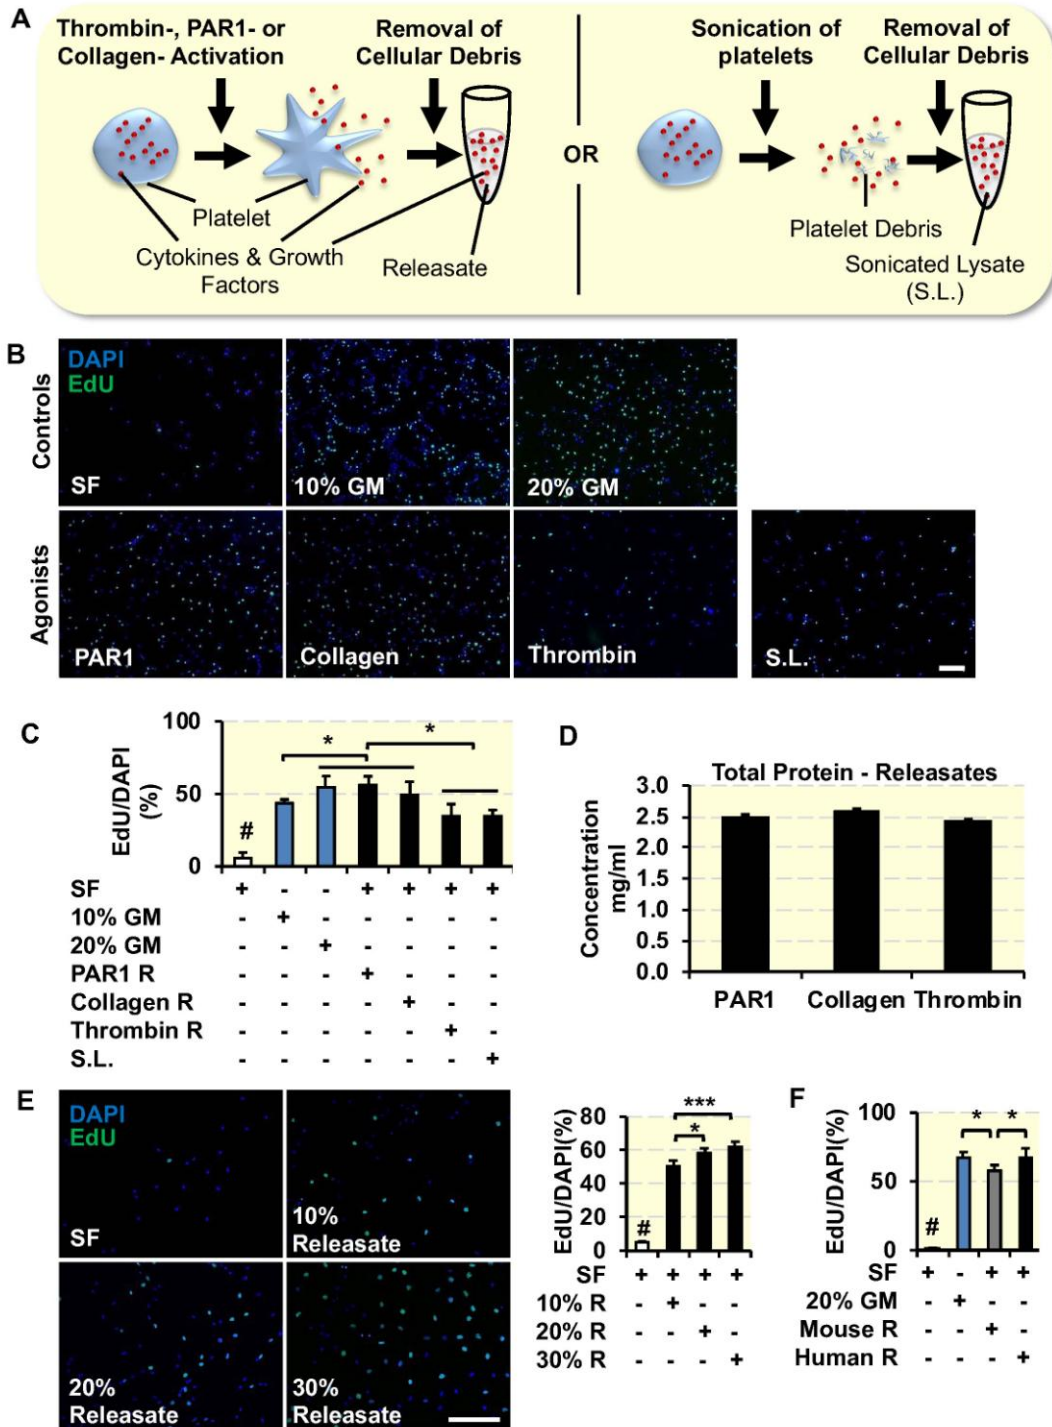 A
Thrombin-, PAR1- or
Collagen- Activation
Removal of
Cellular Debris
Platelet
Cytokines & Growth
Factors
Releasate
OR
Sonication of
platelets
Removal of
Cellular Debris
Platelet Debris
Sonicated Lysate
(S.L.)
B
Controls
DAPI
EdU
SF
10% GM
20% GM
Agonists
PAR1
Collagen
Thrombin
S.L.
C
EdU/DAPI
(%)
100
50
0
#
*
*
SF + - - + + + +
10% GM - + - - - - -
20% GM - - + - - - -
PAR1 R - - - + - - -
Collagen R - - - - + - -
Thrombin R - - - - - + -
S.L. - - - - - - +
D
Total Protein - Releasates
Concentration
mg/ml
3.0
2.5
2.0
1.5
1.0
0.5
0.0
PAR1 Collagen Thrombin
E
DAPI
EdU
SF
10%
Releasate
20%
Releasate
30%
Releasate
EdU/DAPI(%)
80
60
40
20
0
#
***
*
SF + + + +
10% R - + - -
20% R - - + -
30% R - - - +
F
EdU/DAPI(%)
100
50
0
#
*
*
SF + - + +
20% GM - + - -
Mouse R - - + -
Human R - - - +